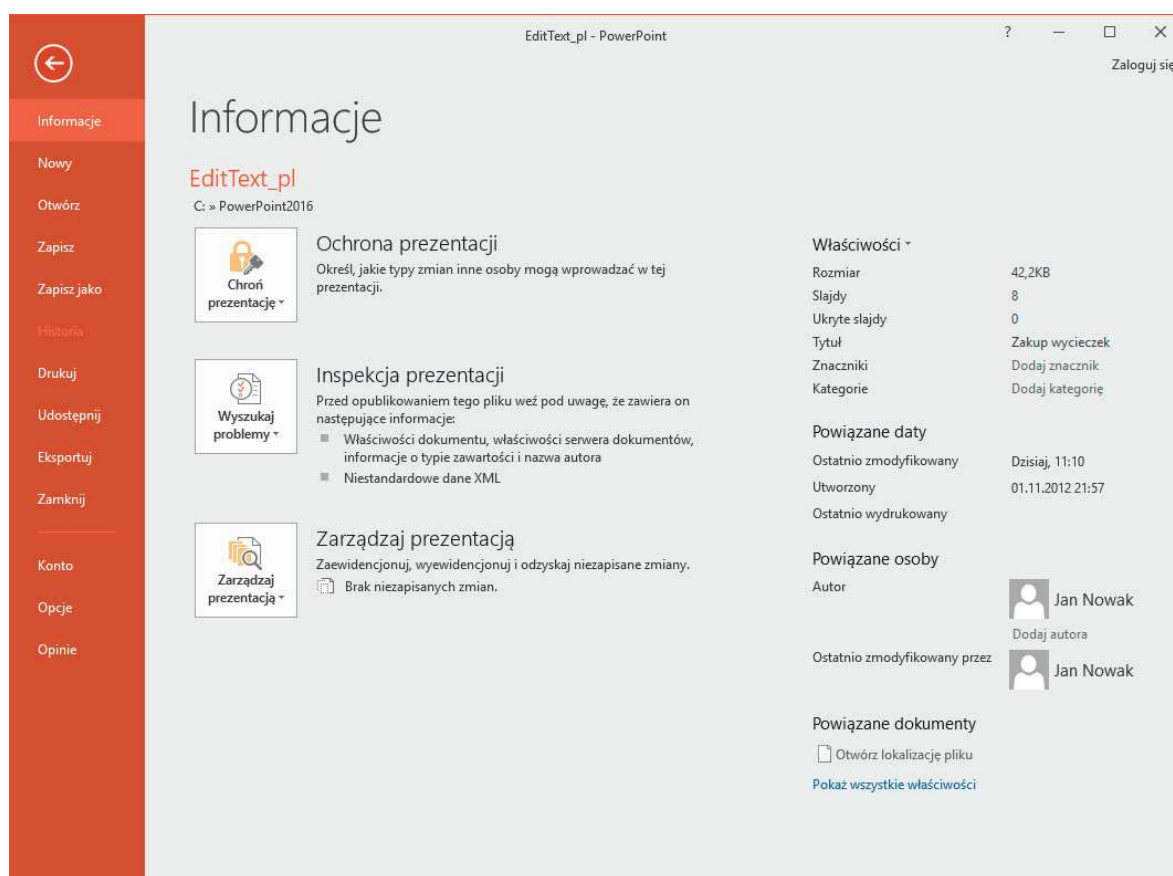 EditText_pl - PowerPoint
?
Zaloguj się
Informacje
Nowy
Otwórz
Zapisz
Zapisz jako
Historia
Drukuj
Udostępnij
Eksportuj
Zamknij
Konto
Opcje
Opinie
Informacje
EditText_pl
C: » PowerPoint2016
Chroń
prezentację
Ochrona prezentacji
Określ, jakie typy zmian inne osoby mogą wprowadzać w tej
prezentacji.
Wyszukaj
problemy
Inspekcja prezentacji
Przed opublikowaniem tego pliku weź pod uwagę, że zawiera on
następujące informacje:
Właściwości dokumentu, właściwości serwera dokumentów,
informacje o typie zawartości i nazwa autora
Niestandardowe dane XML
Zarządzaj
prezentacją
Zarządzaj prezentacją
Zaewidencjonuj, wyewidencjonuj i odzyskaj niezapisane zmiany.
Brak niezapisanych zmian.
Właściwości
Rozmiar 42,2KB
Slajdy 8
Ukryte slajdy 0
Tytuł Zakup wycieczek
Znaczniki Dodaj znacznik
Kategorie Dodaj kategorię
Powiązane daty
Ostatnio zmodyfikowany Dzisiaj, 11:10
Utworzony 01.11.2012 21:57
Ostatnio wydrukowany
Powiązane osoby
Autor Jan Nowak
Dodaj autora
Ostatnio zmodyfikowany przez Jan Nowak
Powiązane dokumenty
Otwórz lokalizację pliku
Pokaż wszystkie właściwości